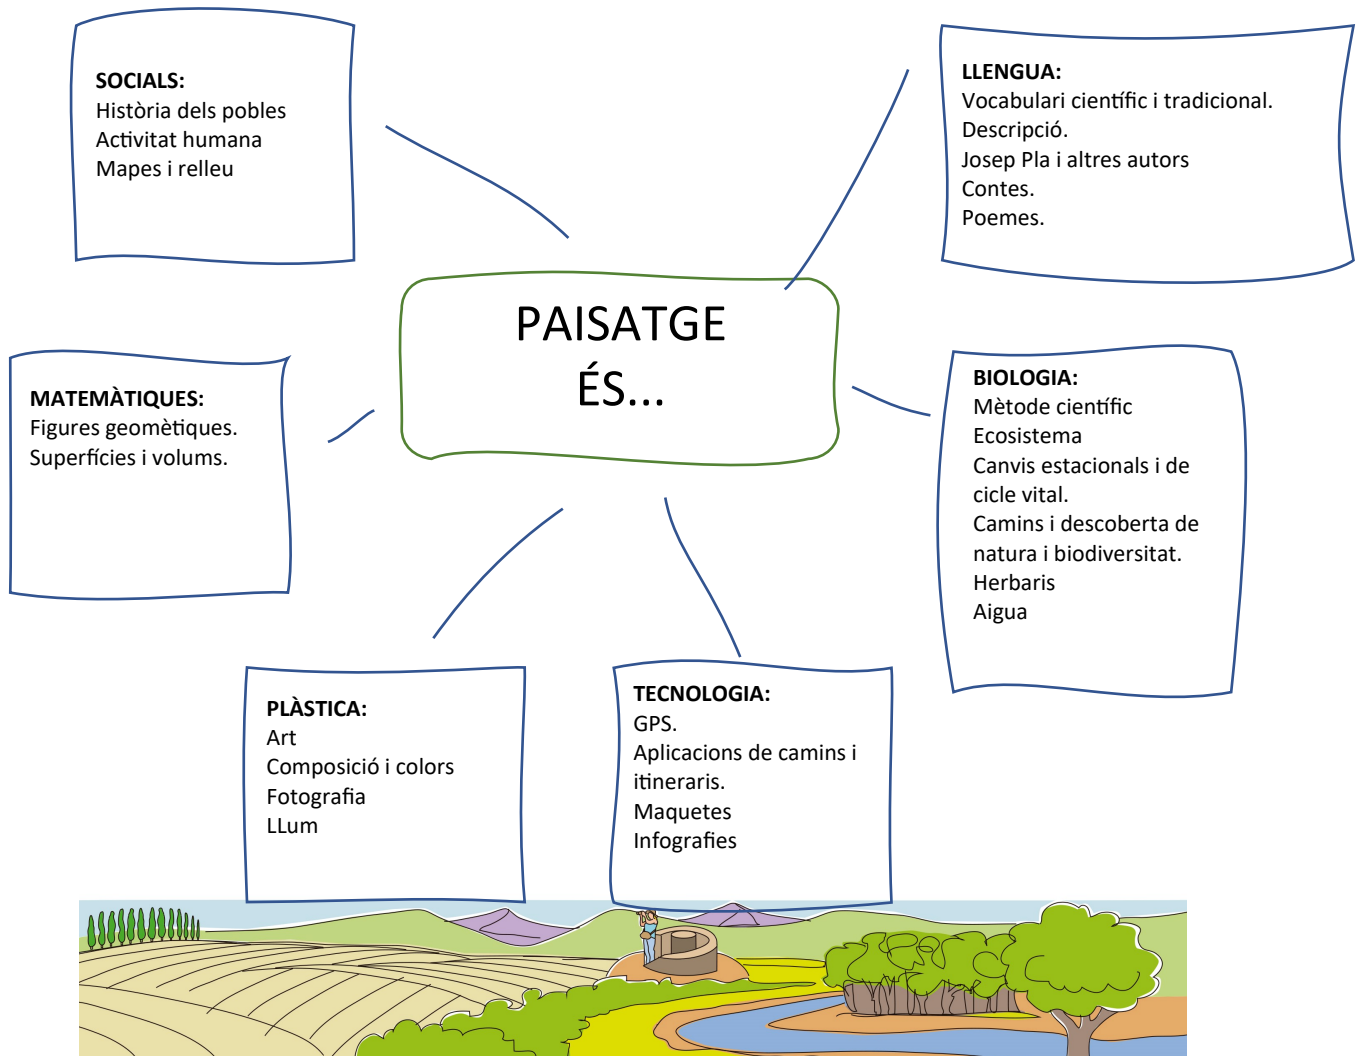 SOCIALS:
Història dels pobles
Activitat humana
Mapes i relleu
LLENGUA:
Vocabulari científic i tradicional.
Descripció.
Josep Pla i altres autors
Contes.
Poemes.
PAISATGE
ÉS...
MATEMÀTIQUES:
Figures geomètiques.
Superfícies i volums.
BIOLOGIA:
Mètode científic
Ecosistema
Canvis estacionals i de
cicle vital.
Camins i descoberta de
natura i biodiversitat.
Herbaris
Aigua
PLÀSTICA:
Art
Composició i colors
Fotografia
LLum
TECNOLOGIA:
GPS.
Aplicacions de camins i
itineraris.
Maquetes
Infografies